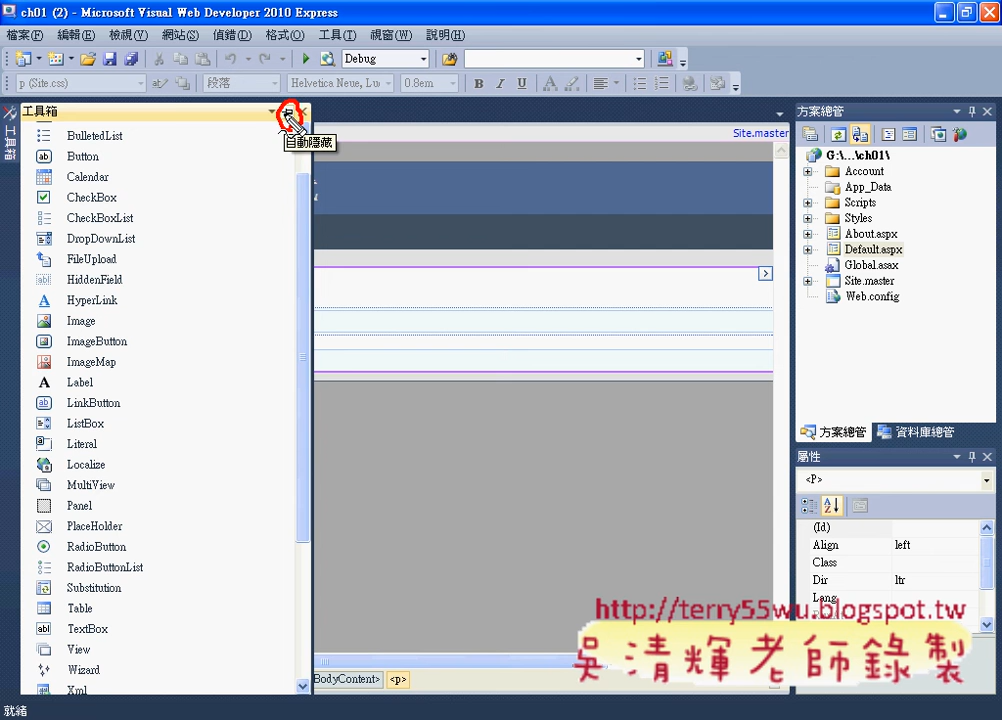 ch01 (2) - Microsoft Visual Web Developer 2010 Express
檔案(F) 編輯(E) 檢視(V) 網站(S) 偵錯(D) 格式(O) 工具(T) 視窗(W) 說明(H)
Debug
p (Site.css) 段落 Helvetica Neue, Lu 0.8em B I U A
工具箱
工具箱
自動隱藏
BulletedList
Button
Calendar
CheckBox
CheckBoxList
DropDownList
FileUpload
HiddenField
HyperLink
Image
ImageButton
ImageMap
Label
LinkButton
ListBox
Literal
Localize
MultiView
Panel
PlaceHolder
RadioButton
RadioButtonList
Substitution
Table
TextBox
View
Wizard
Xml
Site.master
BodyContent> <p>
方案總管
G:\...\ch01\
Account
App_Data
Scripts
Styles
About.aspx
Default.aspx
Global.asax
Site.master
Web.config
方案總管 資料庫總管
屬性
<P>
(Id)
Align left
Class
Dir ltr
Lang
http://terry55wu.blogspot.tw
吳清輝老師錄製
就緒